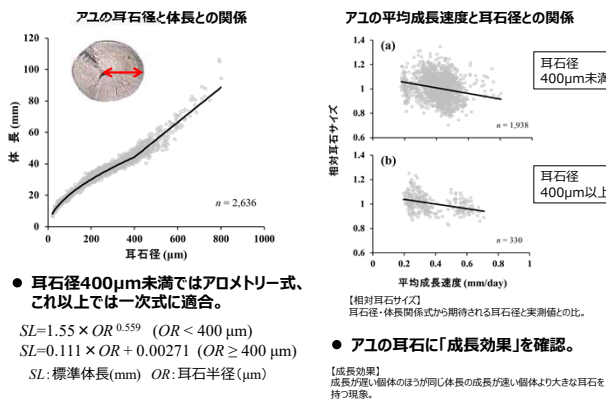 アユの耳石径と体長との関係
120
100
80
60
40
20
0
体 長 (mm)
n = 2,636
0 200 400 600 800 1000
耳石径 (μm)
● 耳石径400μm未満ではアロメトリー式、
これ以上では一次式に適合。
SL=1.55 × OR 0.559 (OR < 400 μm)
SL=0.111 × OR + 0.00271 (OR ≥ 400 μm)
SL:標準体長(mm) OR:耳石半径(μm)
アユの平均成長速度と耳石径との関係
相対耳石サイズ
1.4
1.2
1
0.8
0.6
(a)
n = 1,938
耳石径
400μm未満
1.4
1.2
1
0.8
0.6
(b)
n = 330
耳石径
400μm以上
0 0.2 0.4 0.6 0.8 1
平均成長速度 (mm/day)
【相対耳石サイズ】
耳石径・体長関係式から期待される耳石径と実測値との比。
● アユの耳石に「成長効果」を確認。
【成長効果】
成長が遅い個体のほうが同じ体長の成長が速い個体より大きな耳石を
持つ現象。